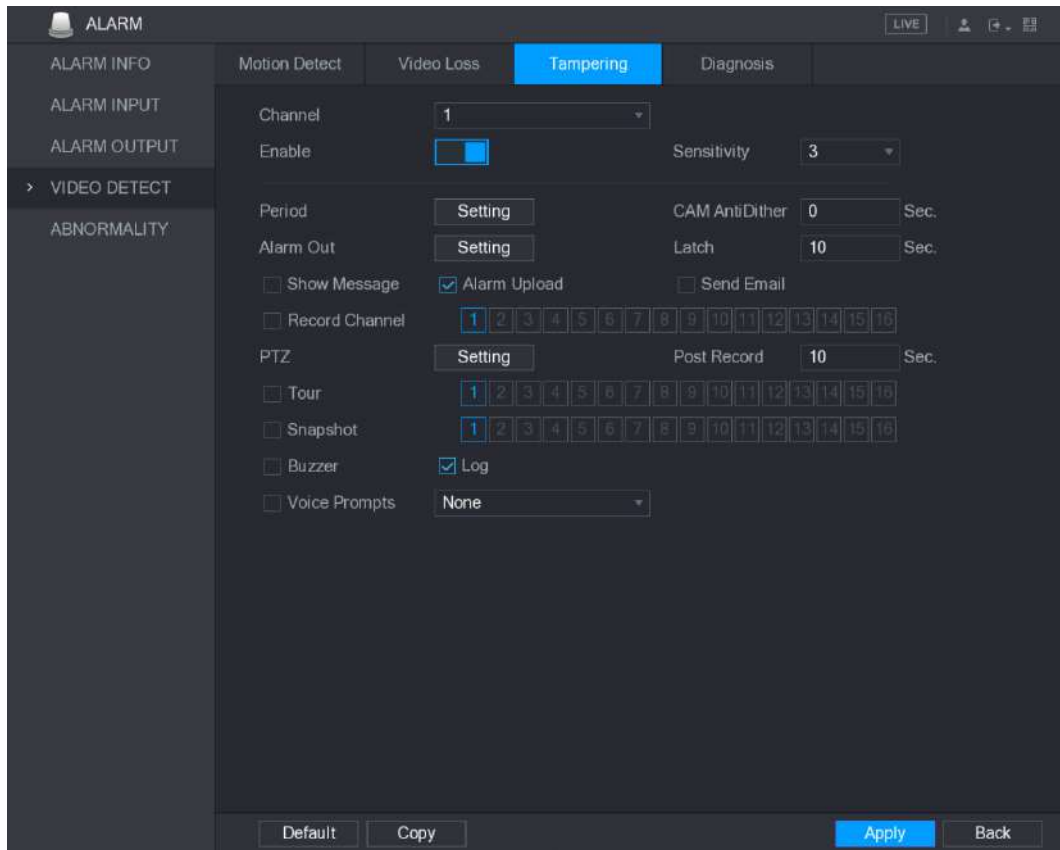 ALARM
LIVE
ALARM INFO
ALARM INPUT
ALARM OUTPUT
> VIDEO DETECT
ABNORMALITY
Motion Detect Video Loss Tampering Diagnosis
Channel 1
Enable Sensitivity 3
Period Setting CAM AntiDither 0 Sec.
Alarm Out Setting Latch 10 Sec.
Show Message Alarm Upload Send Email
Record Channel 1 2 3 4 5 6 7 8 9 10 11 12 13 14 15 16
PTZ Setting Post Record 10 Sec.
Tour 1 2 3 4 5 6 7 8 9 10 11 12 13 14 15 16
Snapshot 1 2 3 4 5 6 7 8 9 10 11 12 13 14 15 16
Buzzer Log
Voice Prompts None
Default Copy Apply Back